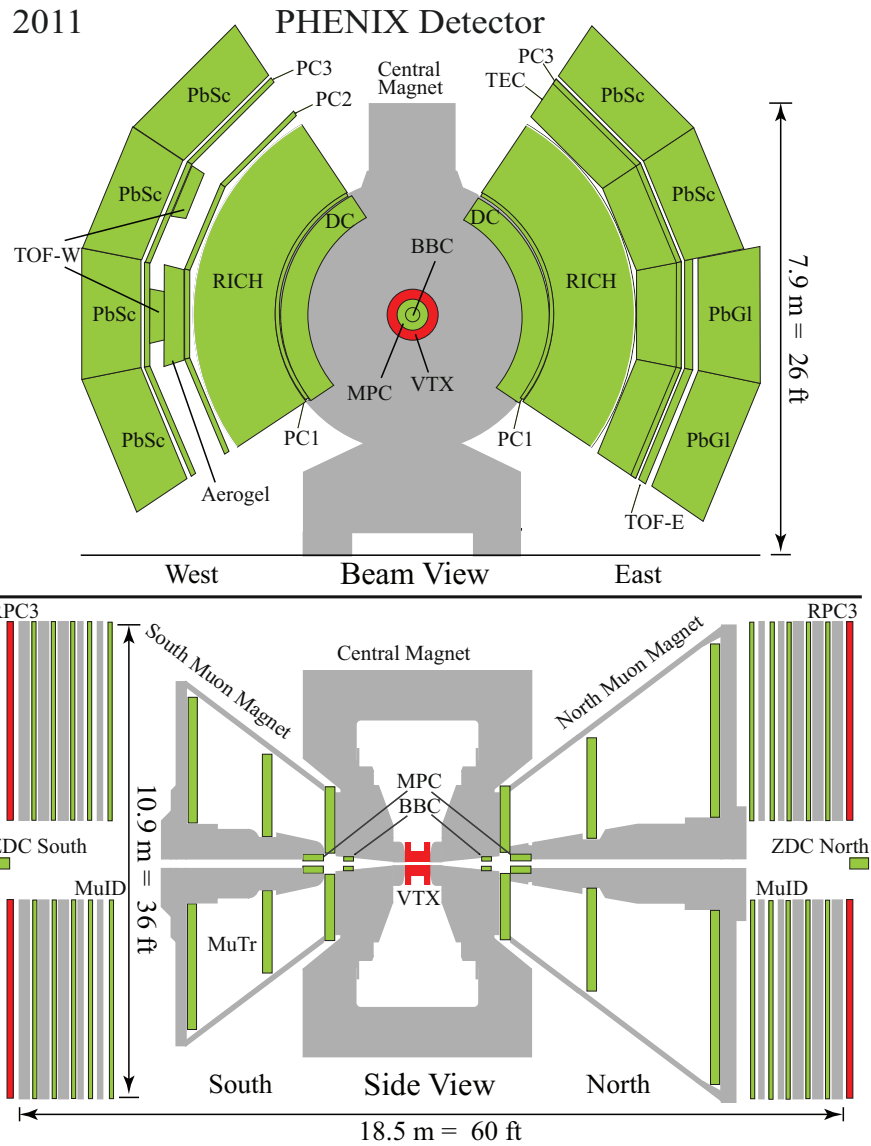 2011 PHENIX Detector
Central
Magnet
PC3
PC2
PC3
TEC
PbSc
PbSc
PbSc
PbSc
PbSc
PbSc
PbGl
PbGl
TOF-W
RICH
DC
BBC
DC
RICH
MPC
VTX
PC1
PC1
Aerogel
TOF-E
7.9 m = 26 ft
West
Beam View
East
RPC3
RPC3
South Muon Magnet
Central Magnet
North Muon Magnet
MPC
BBC
ZDC South
ZDC North
10.9 m = 36 ft
MuID
VTX
MuID
MuTr
South
Side View
North
18.5 m = 60 ft